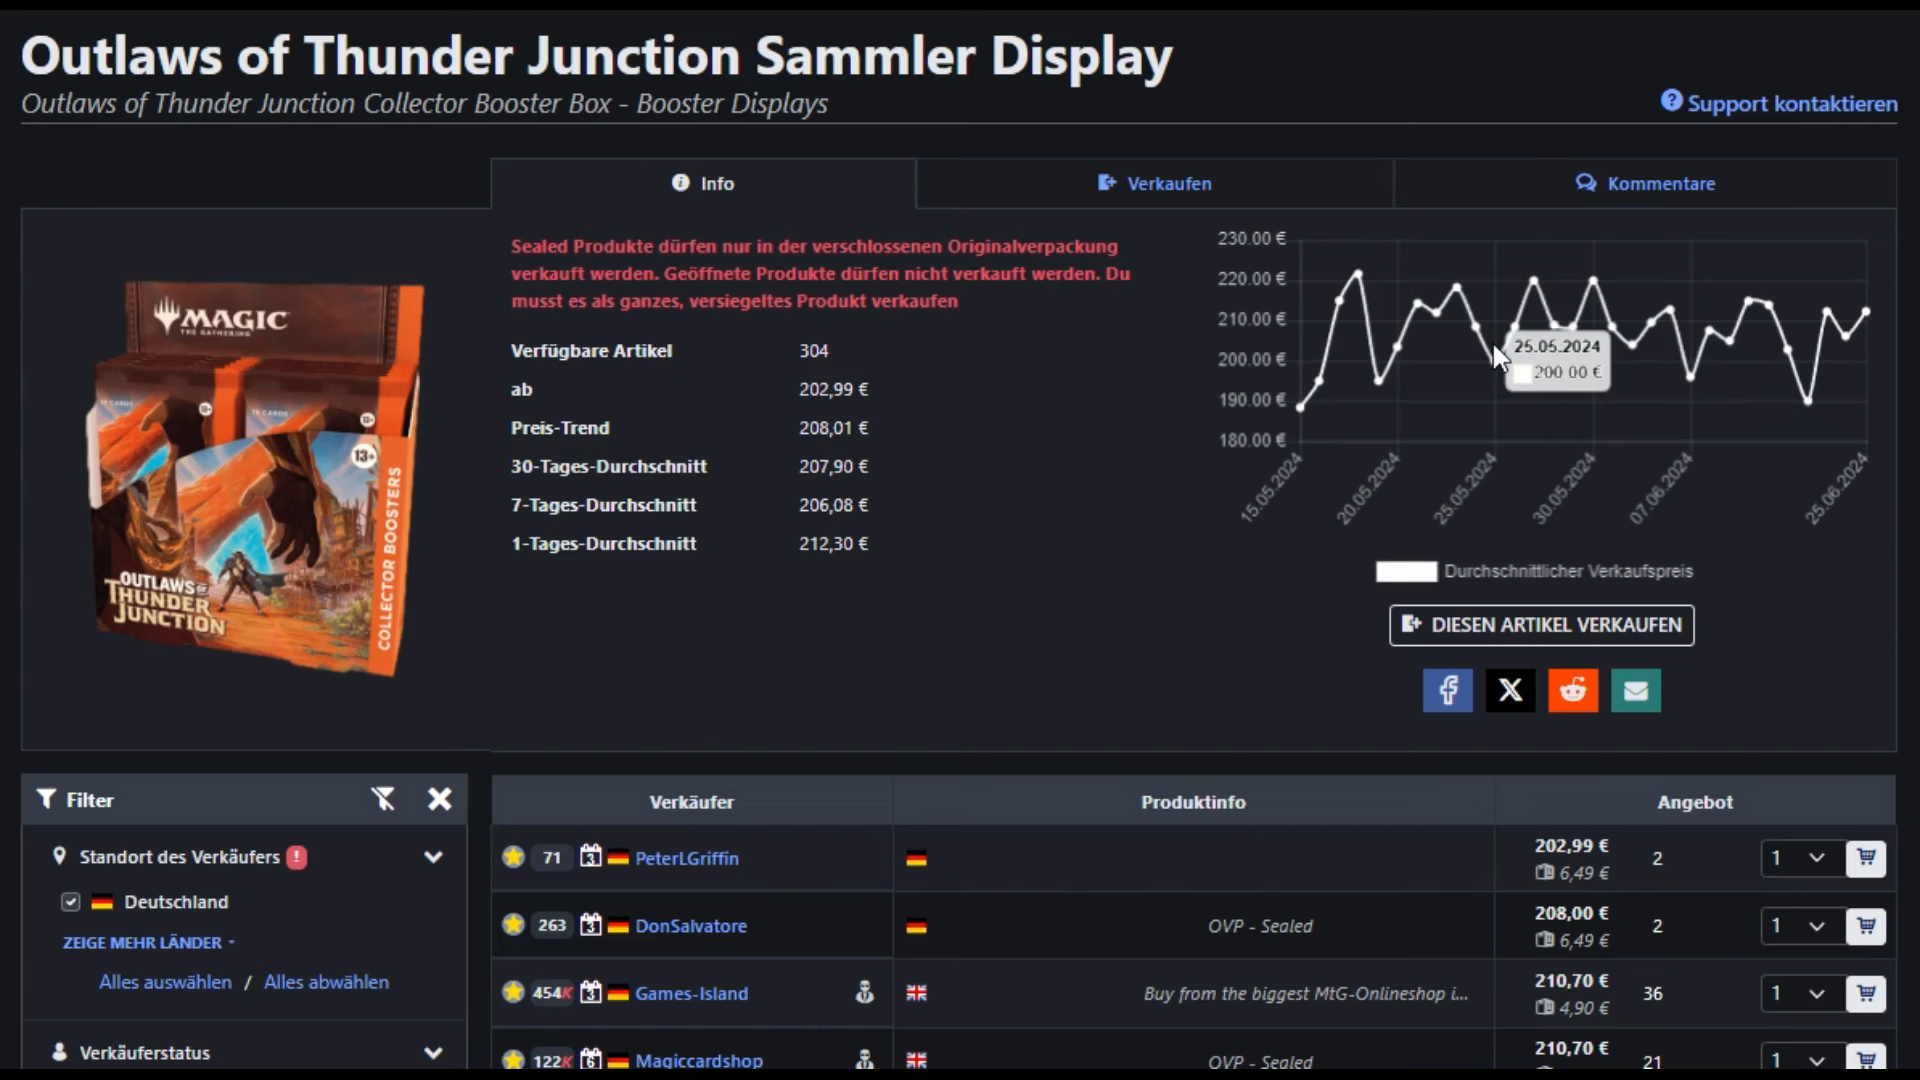 Outlaws of Thunder Junction Sammler Display
Outlaws of Thunder Junction Collector Booster Box - Booster Displays
Support kontaktieren
Info
Verkaufen
Kommentare
MAGIC
THE GATHERING
13+
OUTLAWS OF
THUNDER
JUNCTION
COLLECTOR BOOSTERS
Sealed Produkte dürfen nur in der verschlossenen Originalverpackung
verkauft werden. Geöffnete Produkte dürfen nicht verkauft werden. Du
musst es als ganzes, versiegeltes Produkt verkaufen
Verfügbare Artikel 304
ab 202,99 €
Preis-Trend 208,01 €
30-Tages-Durchschnitt 207,90 €
7-Tages-Durchschnitt 206,08 €
1-Tages-Durchschnitt 212,30 €
230.00 €
220.00 €
210.00 €
200.00 €
190.00 €
180.00 €
25.05.2024
200.00 €
15.05.2024
20.05.2024
25.05.2024
30.05.2024
07.06.2024
25.06.2024
Durchschnittlicher Verkaufspreis
DIESEN ARTIKEL VERKAUFEN
Filter
Standort des Verkäufers
Deutschland
ZEIGE MEHR LÄNDER
Alles auswählen / Alles abwählen
Verkäuferstatus
Verkäufer Produktinfo Angebot
71 3 PeterLGriffin 202,99 € 2 1
6,49 €
263 3 DonSalvatore OVP - Sealed 208,00 € 2 1
6,49 €
454K 3 Games-Island Buy from the biggest MtG-Onlineshop i... 210,70 € 36 1
4,90 €
122K 6 Magiccardshop OVP - Sealed 210,70 € 21 1